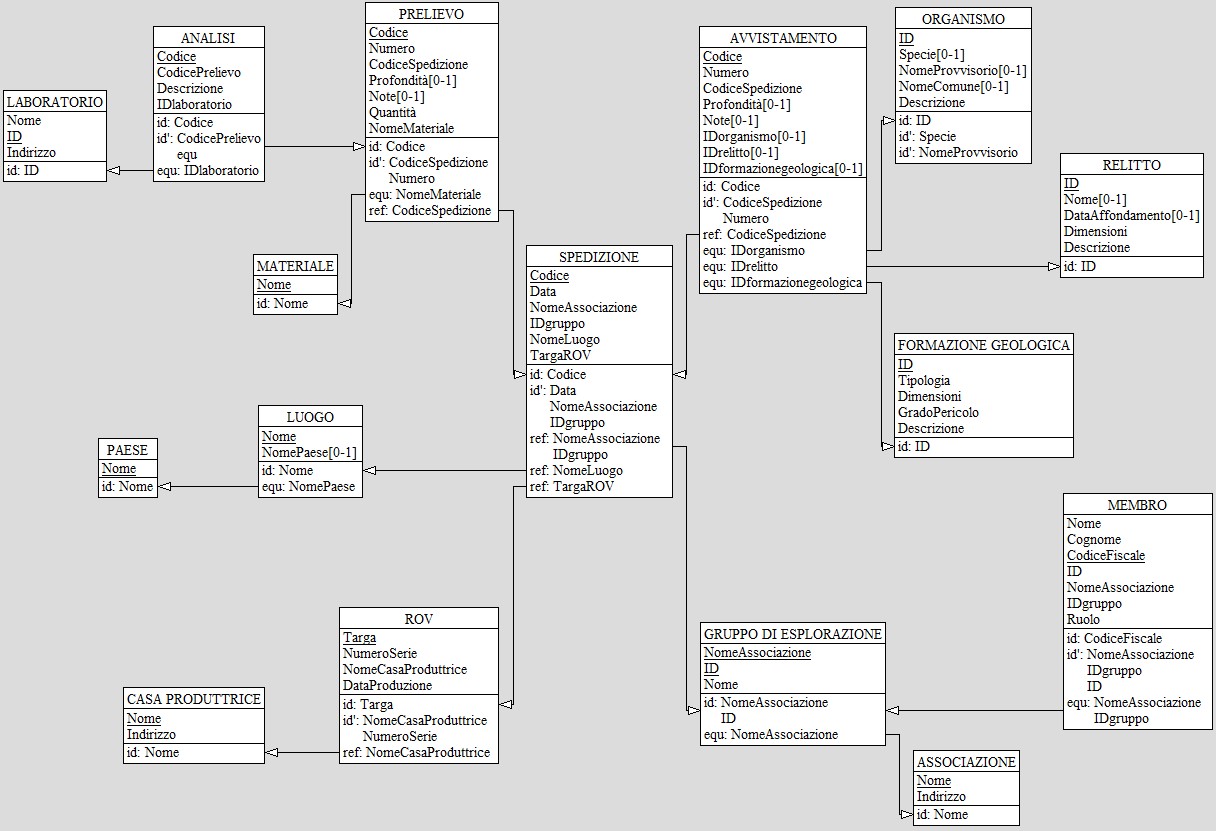 LABORATORIO
Nome
ID
Indirizzo
id: ID
ANALISI
Codice
CodicePrelievo
Descrizione
IDlaboratorio
id: Codice
id': CodicePrelievo
equ
equ: IDlaboratorio
PRELIEVO
Codice
Numero
CodiceSpedizione
Profondità[0-1]
Note[0-1]
Quantità
NomeMateriale
id: Codice
id': CodiceSpedizione
Numero
equ: NomeMateriale
ref: CodiceSpedizione
AVVISTAMENTO
Codice
Numero
CodiceSpedizione
Profondità[0-1]
Note[0-1]
IDorganismo[0-1]
IDrelitto[0-1]
IDformazionegeologica[0-1]
id: Codice
id': CodiceSpedizione
Numero
ref: CodiceSpedizione
equ: IDorganismo
equ: IDrelitto
equ: IDformazionegeologica
ORGANISMO
ID
Specie[0-1]
NomeProvvisorio[0-1]
NomeComune[0-1]
Descrizione
id: ID
id': Specie
id': NomeProvvisorio
RELITTO
ID
Nome[0-1]
DataAffondamento[0-1]
Dimensioni
Descrizione
id: ID
MATERIALE
Nome
id: Nome
SPEDIZIONE
Codice
Data
NomeAssociazione
IDgruppo
NomeLuogo
TargaROV
id: Codice
id': Data
NomeAssociazione
IDgruppo
ref: NomeAssociazione
IDgruppo
ref: NomeLuogo
ref: TargaROV
FORMAZIONE GEOLOGICA
ID
Tipologia
Dimensioni
GradoPericolo
Descrizione
id: ID
PAESE
Nome
id: Nome
LUOGO
Nome
NomePaese[0-1]
id: Nome
equ: NomePaese
MEMBRO
Nome
Cognome
CodiceFiscale
ID
NomeAssociazione
IDgruppo
Ruolo
id: CodiceFiscale
id': NomeAssociazione
IDgruppo
ID
equ: NomeAssociazione
IDgruppo
ROV
Targa
NumeroSerie
NomeCasaProduttrice
DataProduzione
id: Targa
id': NomeCasaProduttrice
NumeroSerie
ref: NomeCasaProduttrice
GRUPPO DI ESPLORAZIONE
NomeAssociazione
ID
Nome
id: NomeAssociazione
ID
equ: NomeAssociazione
CASA PRODUTTRICE
Nome
Indirizzo
id: Nome
ASSOCIAZIONE
Nome
Indirizzo
id: Nome